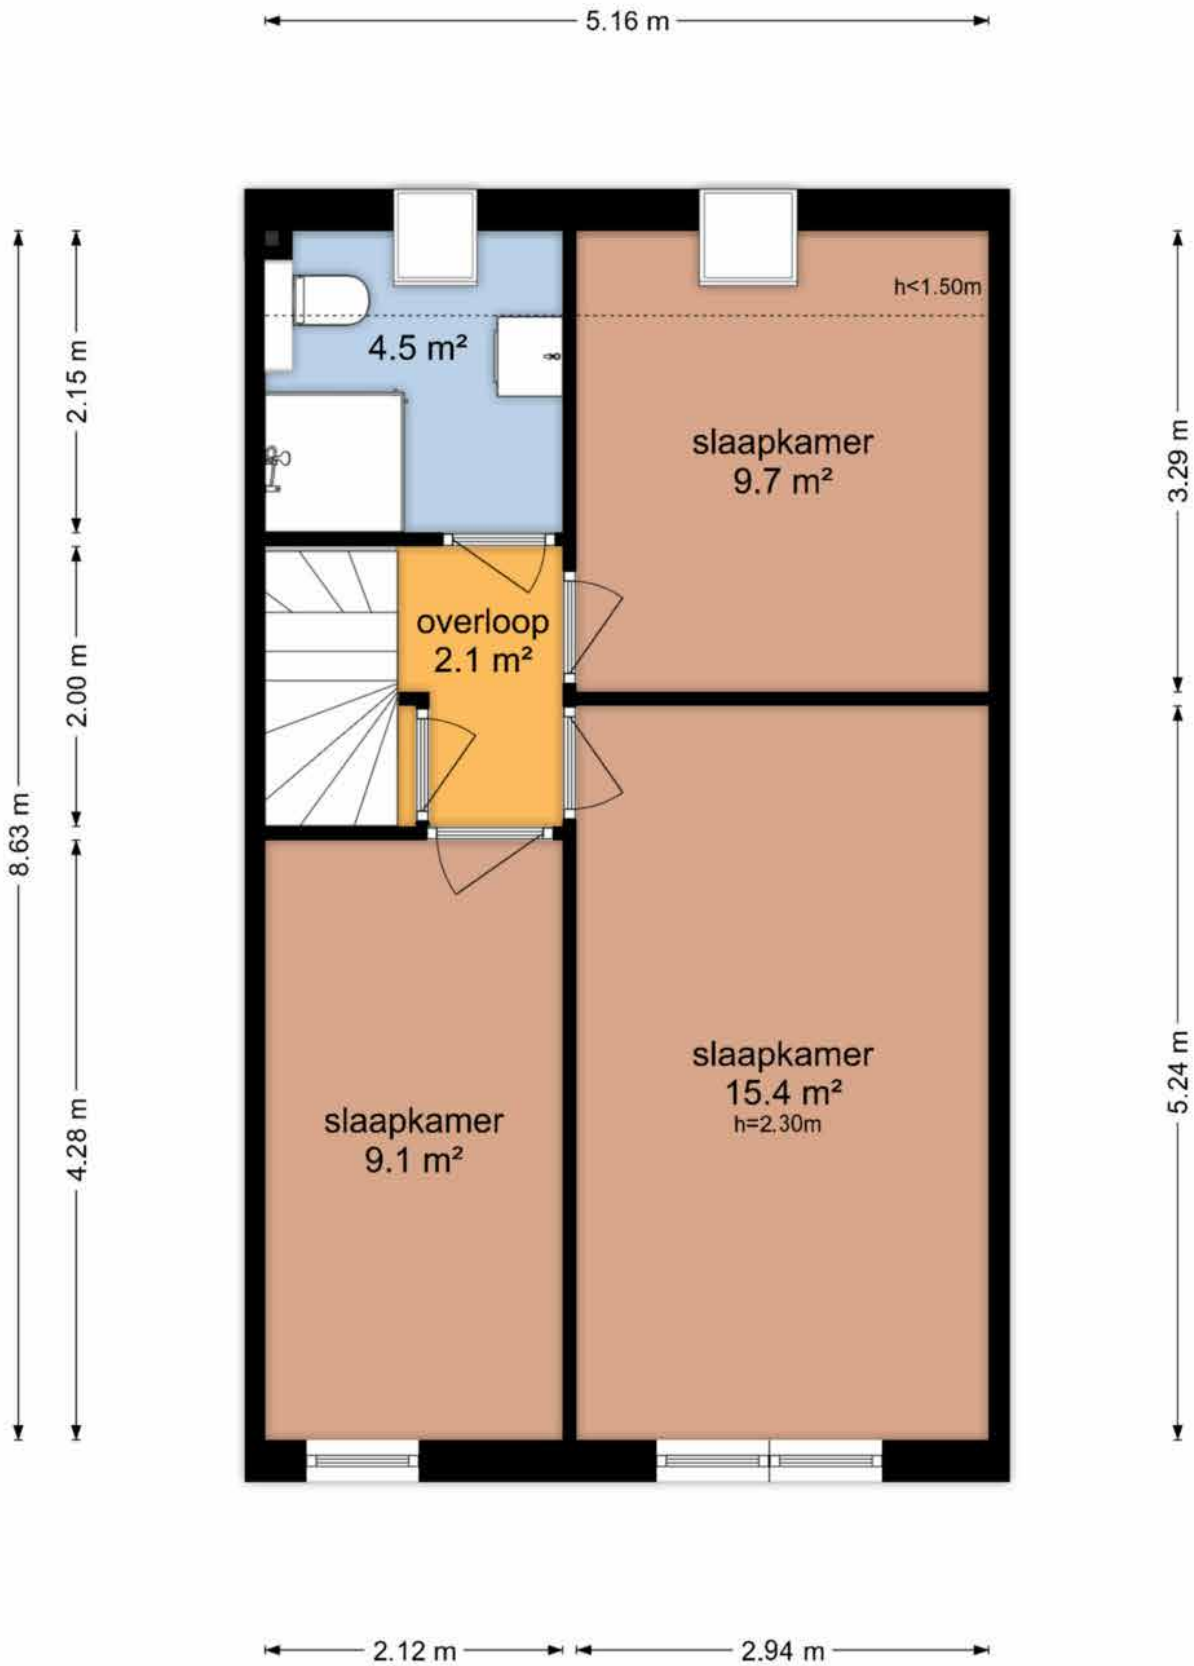 5.16 m
h<1.50m
4.5 m²
2.15 m
slaapkamer
9.7 m²
3.29 m
overloop
2.1 m²
2.00 m
8.63 m
slaapkamer
15.4 m²
h=2.30m
5.24 m
slaapkamer
9.1 m²
4.28 m
2.12 m
2.94 m